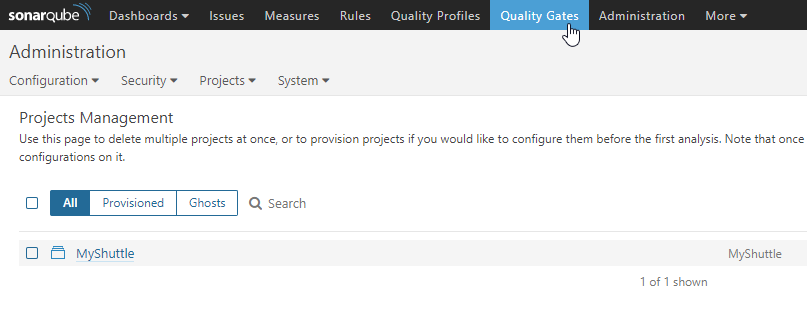 sonarqube Dashboards Issues Measures Rules Quality Profiles Quality Gates Administration More
Administration
Configuration Security Projects System
Projects Management
Use this page to delete multiple projects at once, or to provision projects if you would like to configure them before the first analysis. Note that once
configurations on it.
All Provisioned Ghosts Search
MyShuttle MyShuttle
1 of 1 shown